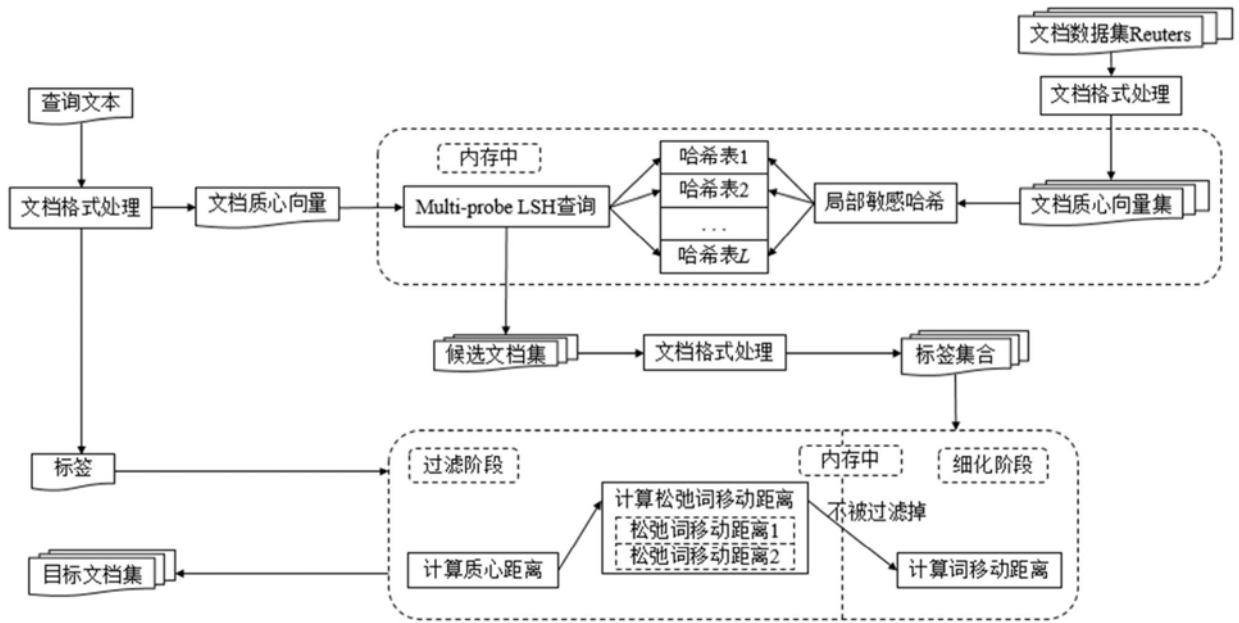 文档数据集Reuters
文档格式处理
查询文本
内存中
哈希表1
哈希表2
...
哈希表L
文档格式处理
文档质心向量
Multi-probe LSH查询
局部敏感哈希
文档质心向量集
候选文档集
文档格式处理
标签集合
标签
过滤阶段
内存中
细化阶段
计算松弛词移动距离
松弛词移动距离1
松弛词移动距离2
不被过滤掉
目标文档集
计算质心距离
计算词移动距离